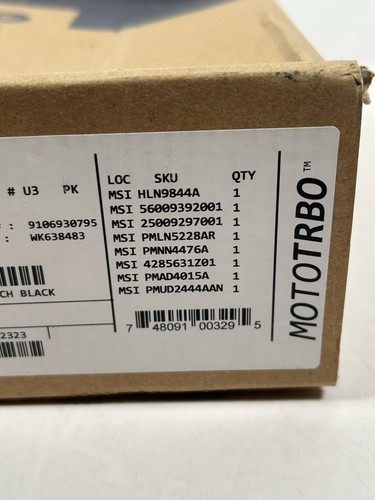 # U3 PK
: 9106930795
: WK638483
CH BLACK
2323
LOC SKU QTY
MSI HLN9844A 1
MSI 56009392001 1
MSI 25009297001 1
MSI PMLN5228AR 1
MSI PMNN4476A 1
MSI 4285631Z01 1
MSI PMAD4015A 1
MSI PMUD2444AAN 1
7 48091 00329 5
MOTOTRBO™